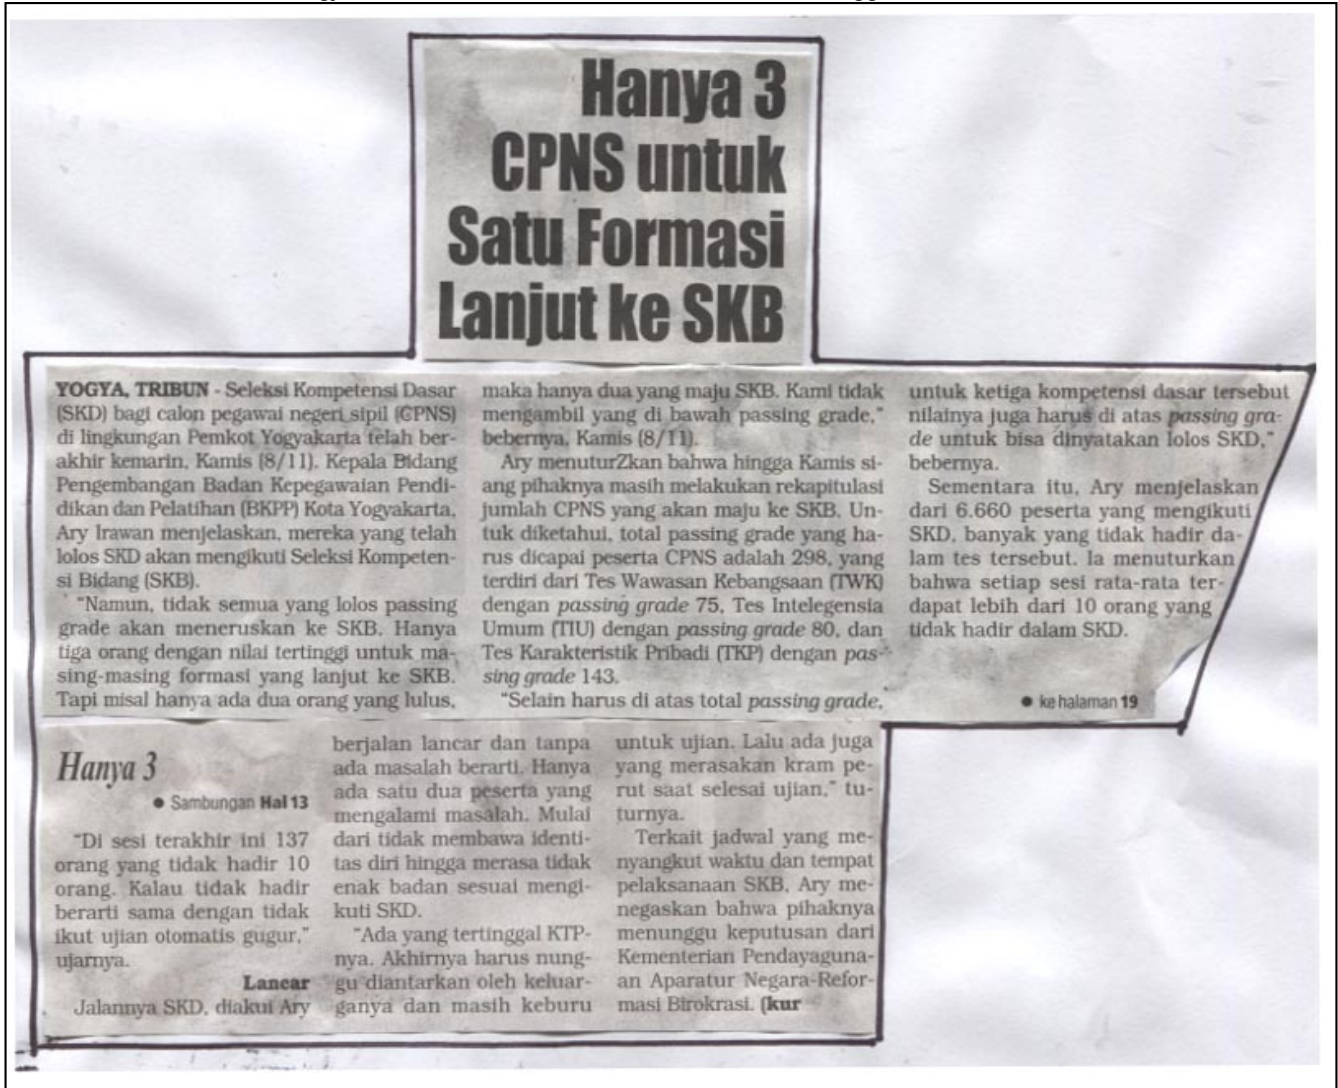 Hanya 3
CPNS untuk
Satu Formasi
Lanjut ke SKB
YOGYA, TRIBUN - Seleksi Kompetensi Dasar
(SKD) bagi calon pegawai negeri sipil (CPNS)
di lingkungan Pemkot Yogyakarta telah ber-
akhir kemarin, Kamis (8/11). Kepala Bidang
Pengembangan Badan Kepegawaian Pendi-
dikan dan Pelatihan (BKPP) Kota Yogyakarta,
Ary Irawan menjelaskan, mereka yang telah
lolos SKD akan mengikuti Seleksi Kompeten-
si Bidang (SKB).
"Namun, tidak semua yang lolos passing
grade akan meneruskan ke SKB. Hanya
tiga orang dengan nilai tertinggi untuk ma-
sing-masing formasi yang lanjut ke SKB.
Tapi misal hanya ada dua orang yang lulus,
maka hanya dua yang maju SKB. Kami tidak
mengambil yang di bawah passing grade,"
bebernya, Kamis (8/11).
Ary menuturZkan bahwa hingga Kamis si-
ang pihaknya masih melakukan rekapitulasi
jumlah CPNS yang akan maju ke SKB. Un-
tuk diketahui, total passing grade yang ha-
rus dicapai peserta CPNS adalah 298, yang
terdiri dari Tes Wawasan Kebangsaan (TWK)
dengan passing grade 75, Tes Intelegensia
Umum (TIU) dengan passing grade 80, dan
Tes Karakteristik Pribadi (TKP) dengan pas-
sing grade 143.
"Selain harus di atas total passing grade,
untuk ketiga kompetensi dasar tersebut
nilainya juga harus di atas passing gra-
de untuk bisa dinyatakan lolos SKD,"
bebernya.
Sementara itu, Ary menjelaskan
dari 6.660 peserta yang mengikuti
SKD, banyak yang tidak hadir da-
lam tes tersebut. Ia menuturkan
bahwa setiap sesi rata-rata ter-
dapat lebih dari 10 orang yang
tidak hadir dalam SKD.
● ke halaman 19
Hanya 3
● Sambungan Hal 13
"Di sesi terakhir ini 137
orang yang tidak hadir 10
orang. Kalau tidak hadir
berarti sama dengan tidak
ikut ujian otomatis gugur,"
ujarnya.
Lancar
Jalannya SKD, diakui Ary
berjalan lancar dan tanpa
ada masalah berarti. Hanya
ada satu dua peserta yang
mengalami masalah. Mulai
dari tidak membawa identi-
tas diri hingga merasa tidak
enak badan sesuai mengi-
kuti SKD.
"Ada yang tertinggal KTP-
nya. Akhirnya harus nung-
gu diantarkan oleh keluar-
ganya dan masih keburu
untuk ujian. Lalu ada juga
yang merasakan kram pe-
rut saat selesai ujian," tu-
turnya.
Terkait jadwal yang me-
nyangkut waktu dan tempat
pelaksanaan SKB, Ary me-
negaskan bahwa pihaknya
menunggu keputusan dari
Kementerian Pendayaguna-
an Aparatur Negara-Refor-
masi Birokrasi. (kur